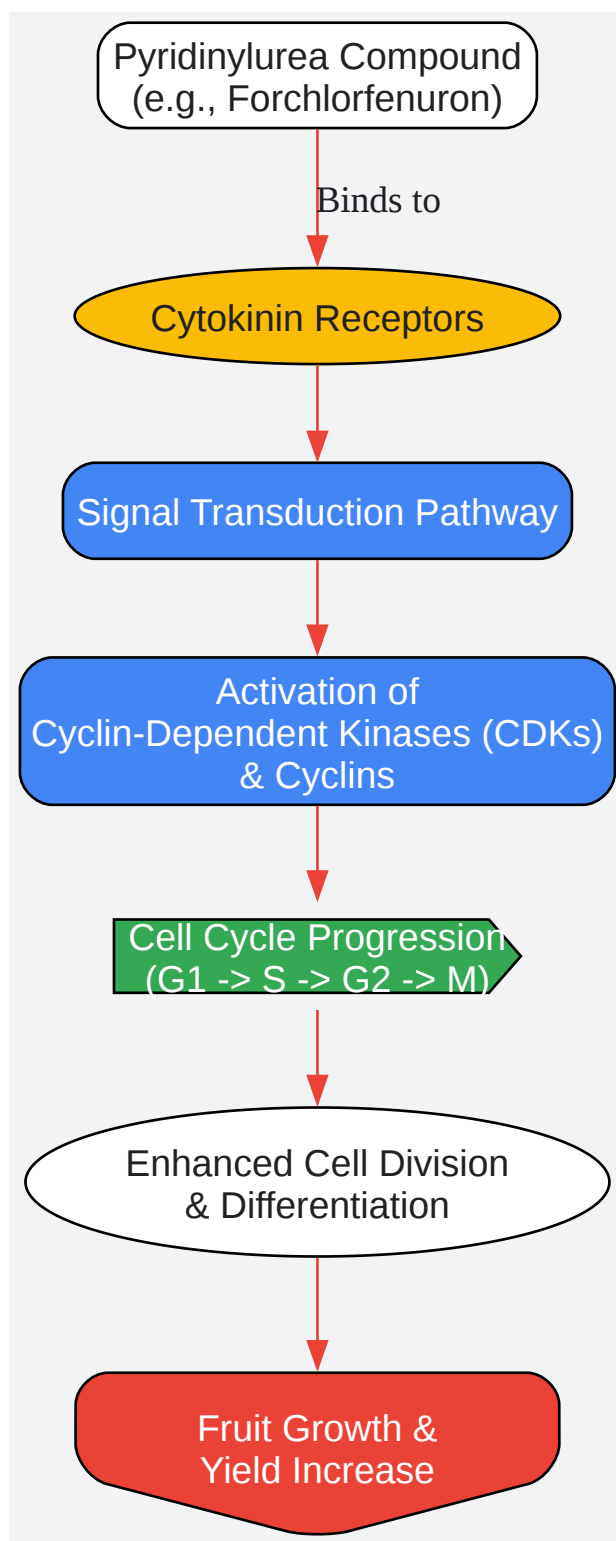 Pyridinylurea Compound
(e.g., Forchlorfenuron)
Binds to
Cytokinin Receptors
Signal Transduction Pathway
Activation of
Cyclin-Dependent Kinases (CDKs)
& Cyclins
Cell Cycle Progression
(G1 -> S -> G2 -> M)
Enhanced Cell Division
& Differentiation
Fruit Growth &
Yield Increase